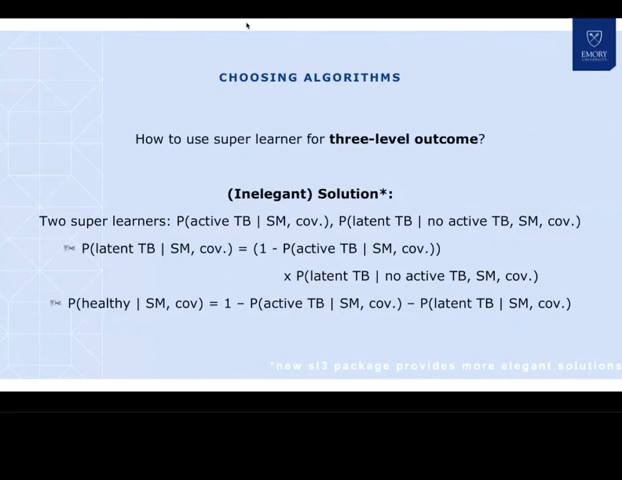 EMORY
UNIVERSITY
CHOOSING ALGORITHMS
How to use super learner for three-level outcome?
(Inelegant) Solution*:
Two super learners: P(active TB | SM, cov.), P(latent TB | no active TB, SM, cov.)
P(latent TB | SM, cov.) = (1 - P(active TB | SM, cov.))
x P(latent TB | no active TB, SM, cov.)
P(healthy | SM, cov) = 1 – P(active TB | SM, cov.) – P(latent TB | SM, cov.)
*new sl3 package provides more elegant solutions